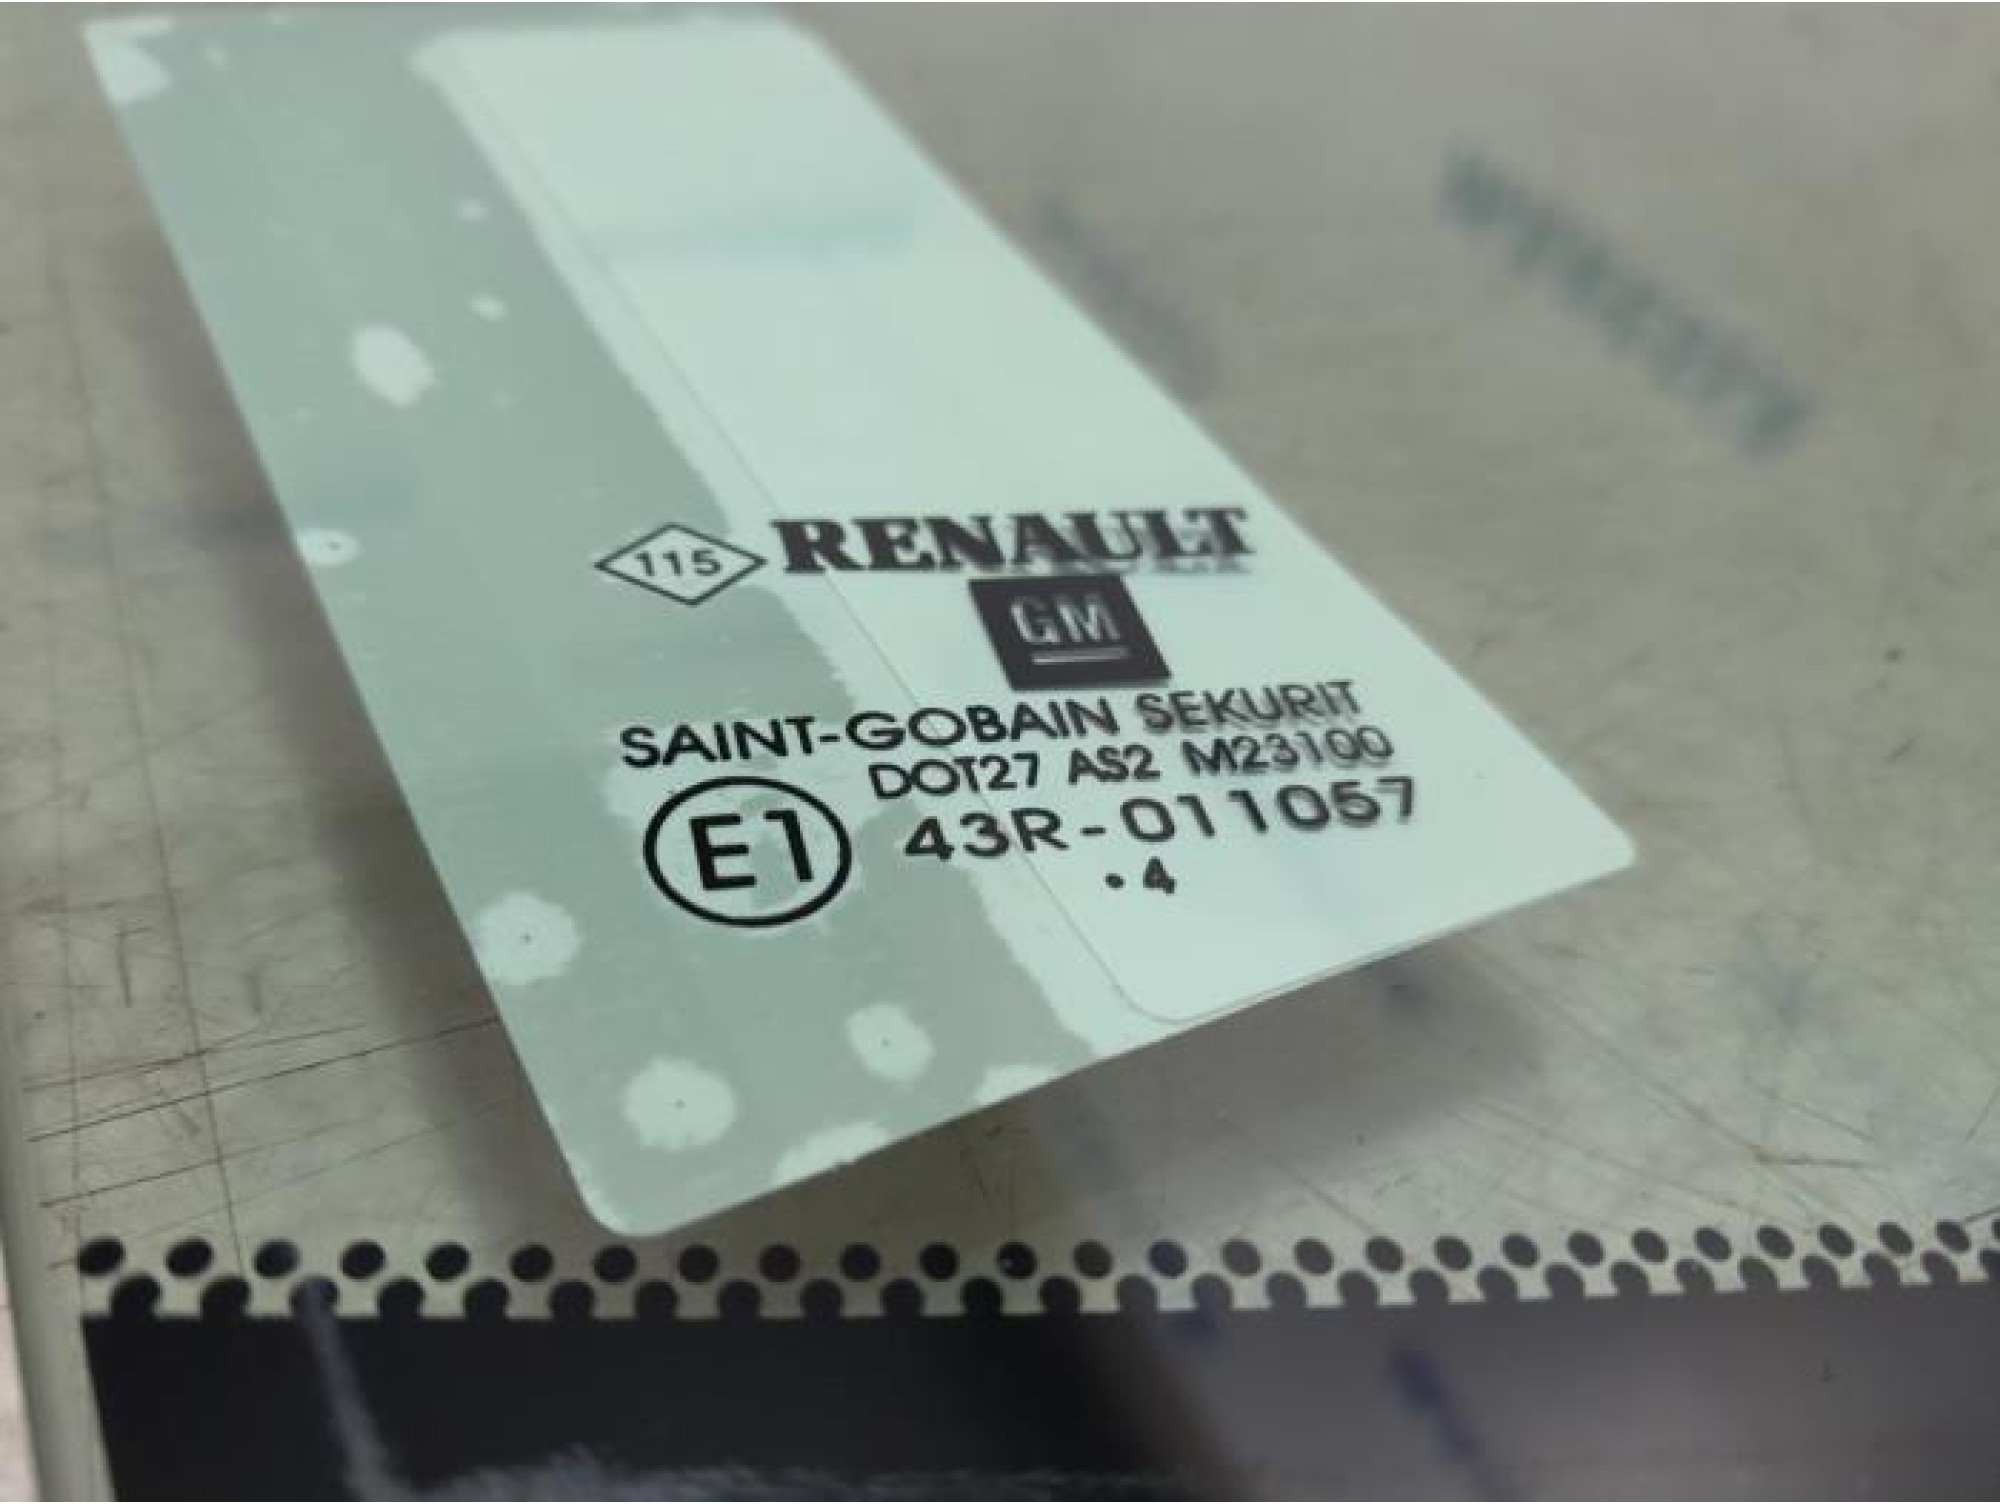 115 RENAULT
GM
SAINT-GOBAIN SEKURIT
DOT27 AS2 M23100
E1 43R-011057
.4